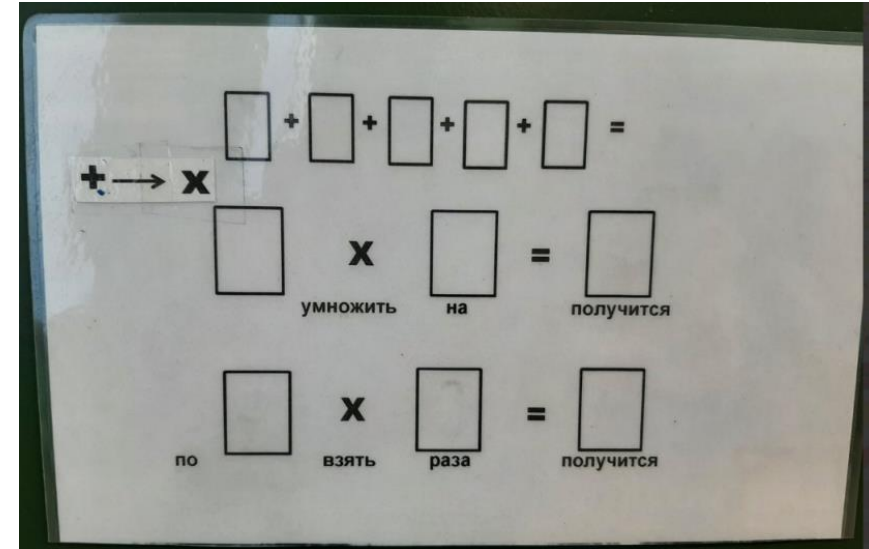 □ + □ + □ + □ + □ =
+ → x
□ x □ = □
умножить на получится
□ x □ = □
по взять раза получится